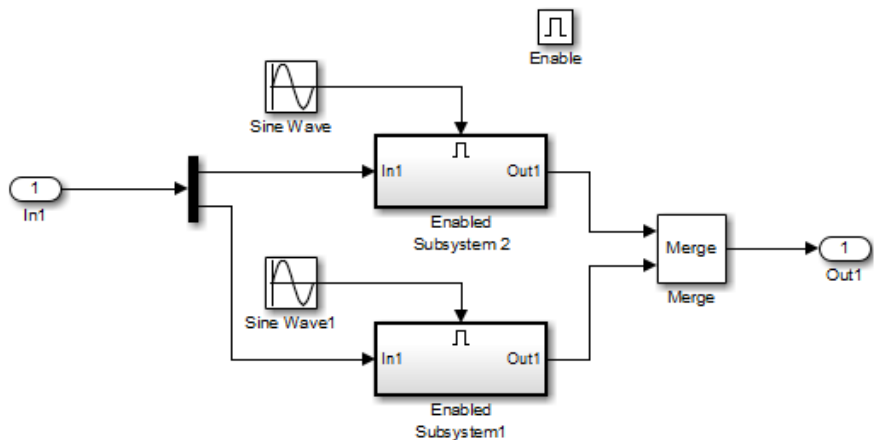 Enable
Sine Wave
In1
Out1
Enabled
Subsystem 2
1
In1
Merge
Merge
1
Out1
Sine Wave1
In1
Out1
Enabled
Subsystem1